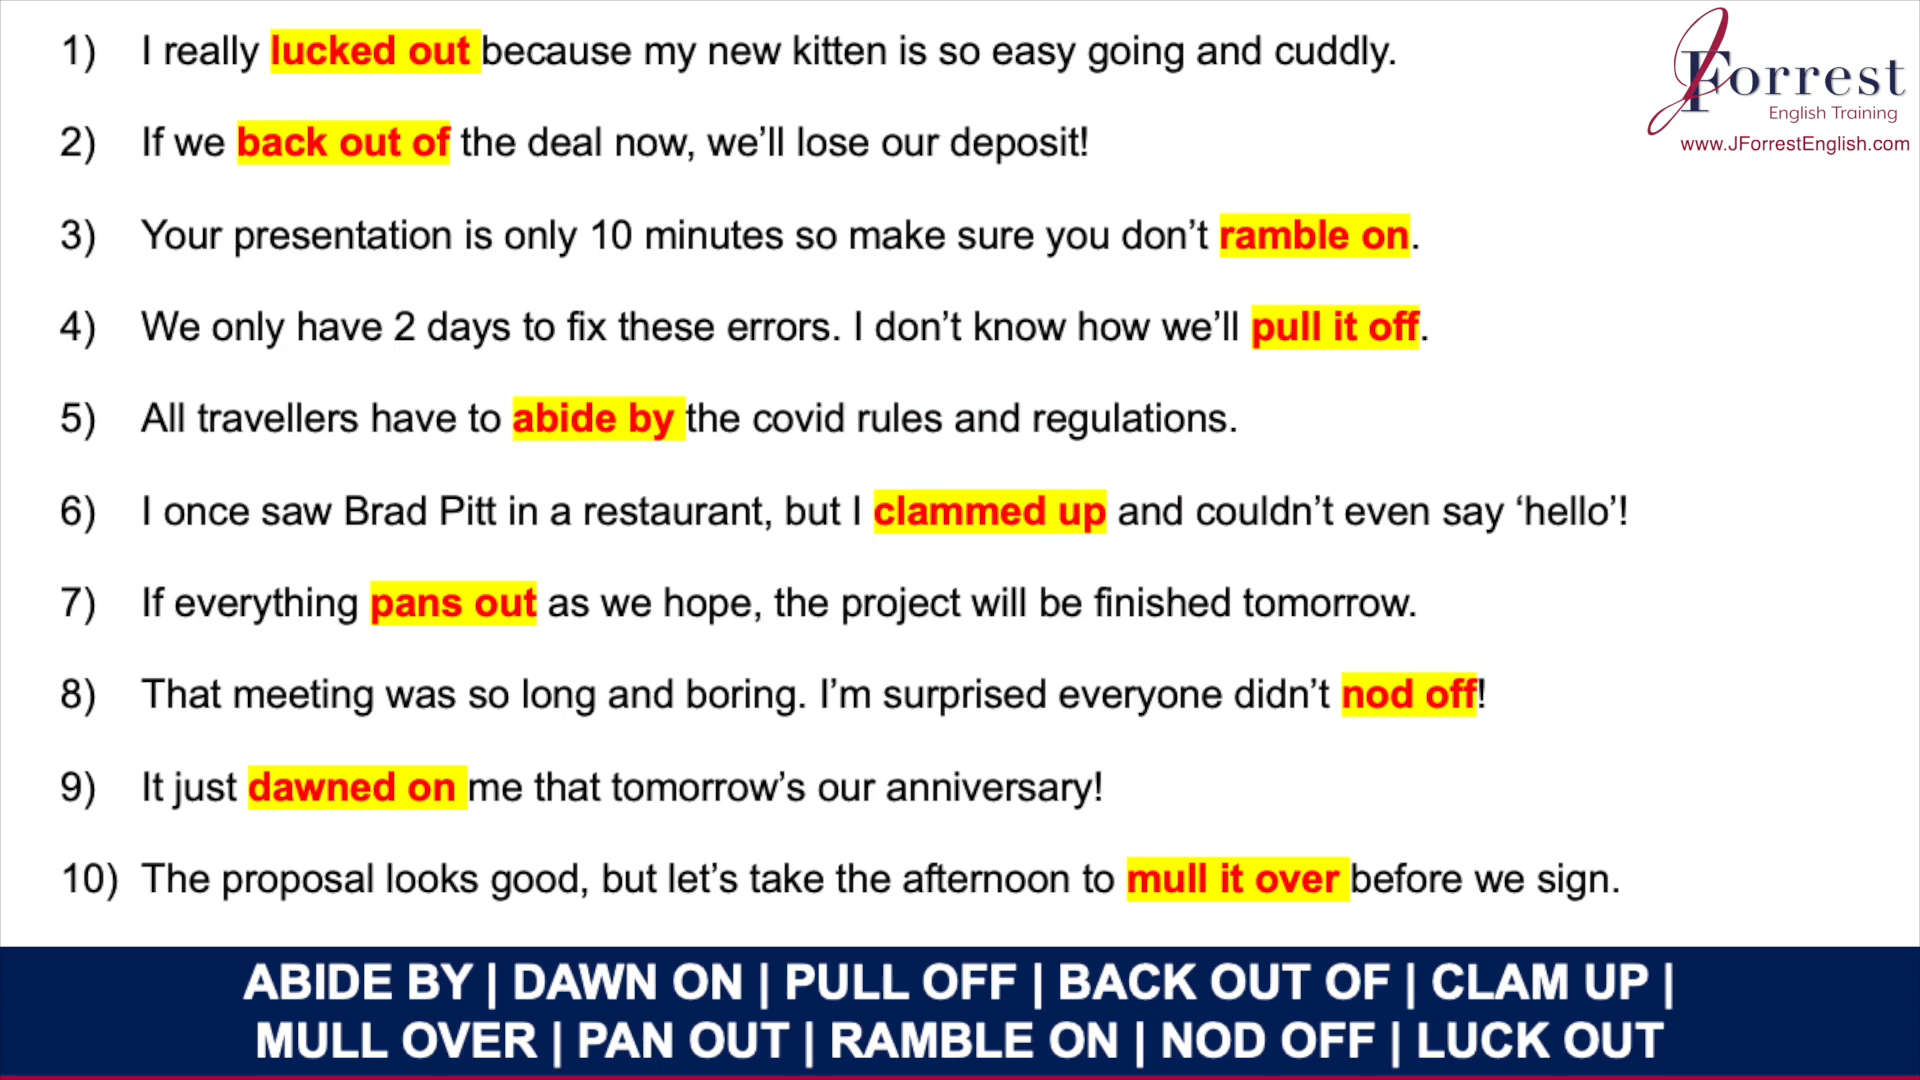 1) I really lucked out because my new kitten is so easy going and cuddly.
JForrest
English Training
www.JForrestEnglish.com
2) If we back out of the deal now, we’ll lose our deposit!
3) Your presentation is only 10 minutes so make sure you don’t ramble on.
4) We only have 2 days to fix these errors. I don’t know how we’ll pull it off.
5) All travellers have to abide by the covid rules and regulations.
6) I once saw Brad Pitt in a restaurant, but I clammed up and couldn’t even say ‘hello’!
7) If everything pans out as we hope, the project will be finished tomorrow.
8) That meeting was so long and boring. I’m surprised everyone didn’t nod off!
9) It just dawned on me that tomorrow’s our anniversary!
10) The proposal looks good, but let’s take the afternoon to mull it over before we sign.
ABIDE BY | DAWN ON | PULL OFF | BACK OUT OF | CLAM UP |
MULL OVER | PAN OUT | RAMBLE ON | NOD OFF | LUCK OUT